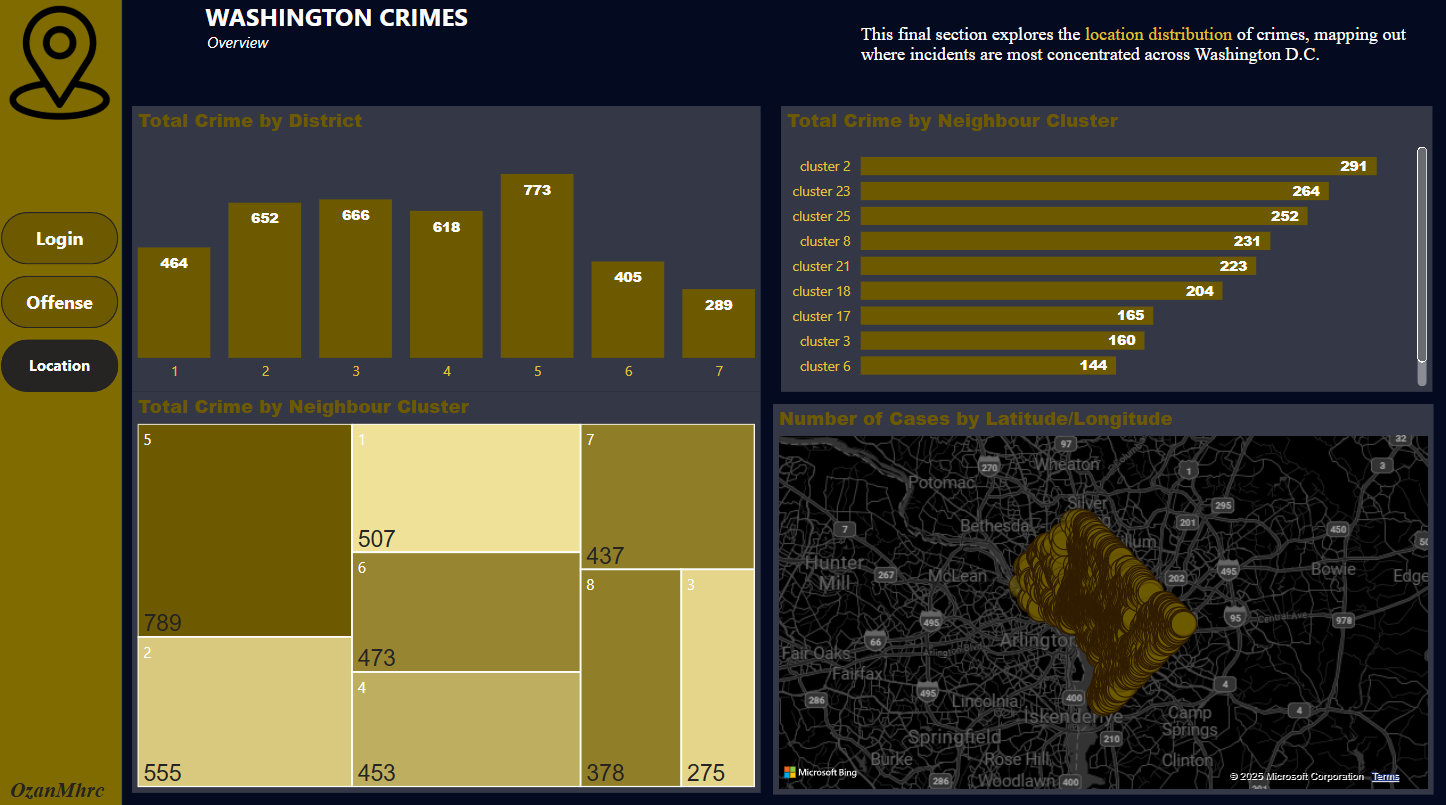 WASHINGTON CRIMES
Overview
This final section explores the location distribution of crimes, mapping out
where incidents are most concentrated across Washington D.C.
Login
Offense
Location
OzanMhrc
Total Crime by District
464
652
666
618
773
405
289
1
2
3
4
5
6
7
Total Crime by Neighbour Cluster
cluster 2
291
cluster 23
264
cluster 25
252
cluster 8
231
cluster 21
223
cluster 18
204
cluster 17
165
cluster 3
160
cluster 6
144
Total Crime by Neighbour Cluster
5
789
2
555
1
507
6
473
4
453
7
437
8
378
3
275
Number of Cases by Latitude/Longitude
97
32
270
Wheaton
1
3
Potomac
Silver
295
7
Bethesda
201
450
Hunter
Mill
267
McLean
202
495
Bowie
495
95
Central Ave
978
66
Arlington
Fair Oaks
Fairfax
495
4
286
Lincolnia
400
Iskenderiye
Camp
Springs
4
Springfield
210
Burke
Rose Hill
Clinton
286
Woodlawn
400
Microsoft Bing
© 2025 Microsoft Corporation
Terms